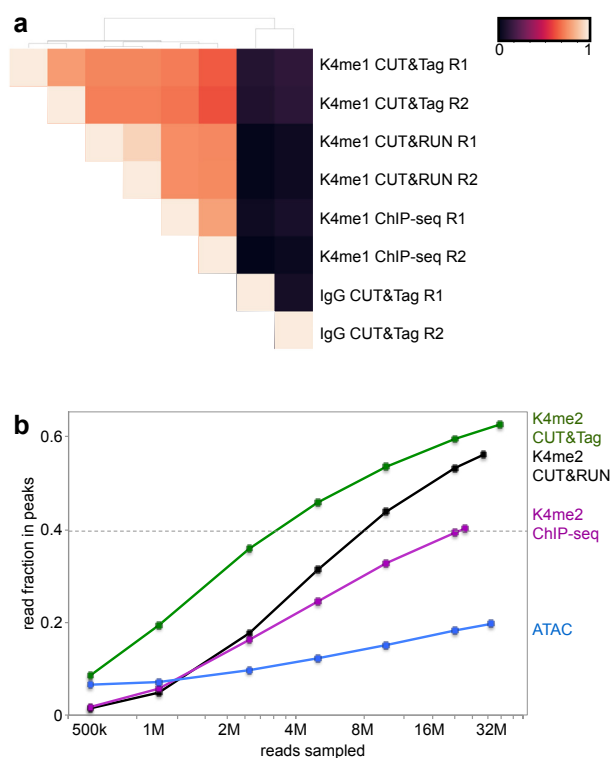 a
0 1
K4me1 CUT&Tag R1
K4me1 CUT&Tag R2
K4me1 CUT&RUN R1
K4me1 CUT&RUN R2
K4me1 ChIP-seq R1
K4me1 ChIP-seq R2
IgG CUT&Tag R1
IgG CUT&Tag R2
b
K4me2
CUT&Tag
K4me2
CUT&RUN
K4me2
ChIP-seq
ATAC
read fraction in peaks
0.6
0.4
0.2
0
500k 1M 2M 4M 8M 16M 32M
reads sampled